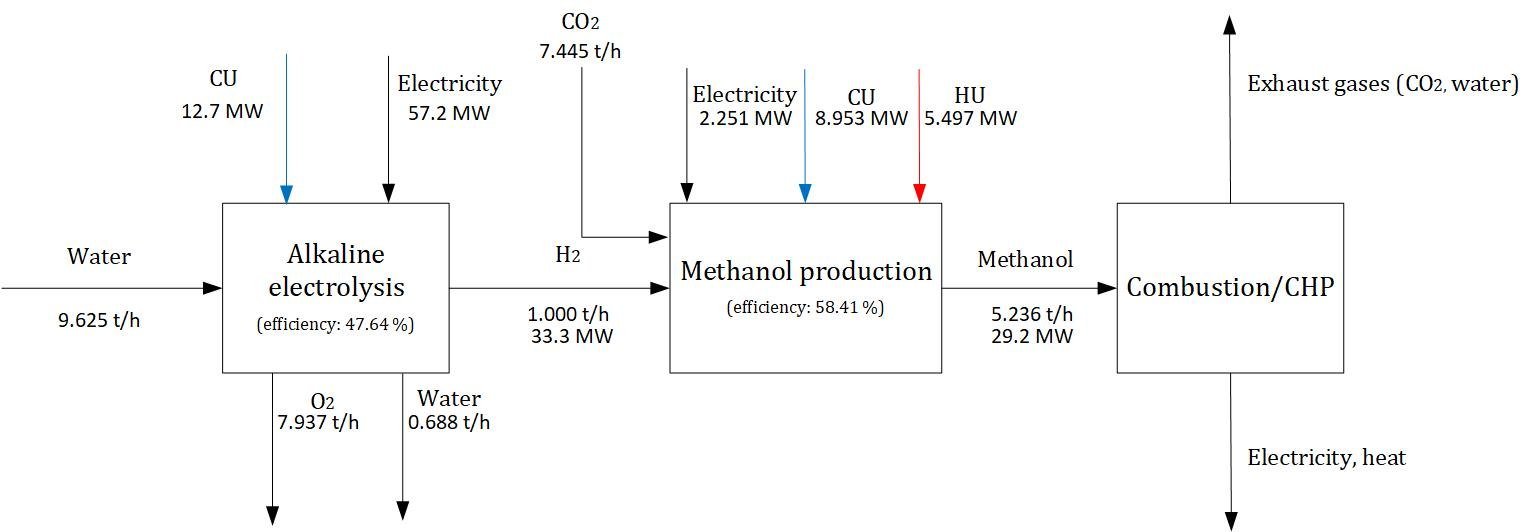 CO2
7.445 t/h
CU
12.7 MW
Electricity
57.2 MW
Electricity
2.251 MW
CU
8.953 MW
HU
5.497 MW
Exhaust gases (CO2, water)
Water
9.625 t/h
Alkaline
electrolysis
(efficiency: 47.64 %)
H2
1.000 t/h
33.3 MW
Methanol production
(efficiency: 58.41 %)
Methanol
5.236 t/h
29.2 MW
Combustion/CHP
O2
7.937 t/h
Water
0.688 t/h
Electricity, heat